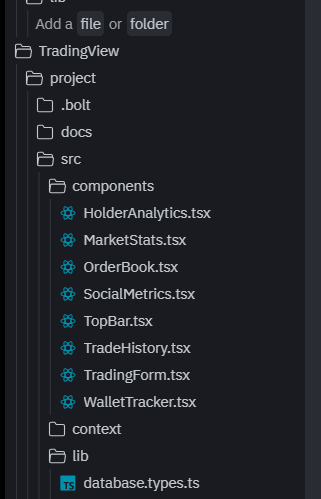 lib
Add a file or folder
TradingView
project
.bolt
docs
src
components
HolderAnalytics.tsx
MarketStats.tsx
OrderBook.tsx
SocialMetrics.tsx
TopBar.tsx
TradeHistory.tsx
TradingForm.tsx
WalletTracker.tsx
context
lib
TS database.types.ts